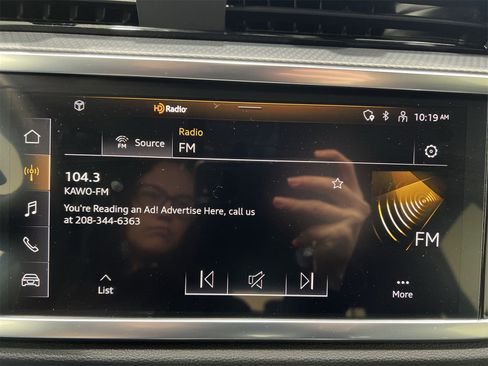 HD Radio
10:19 AM
Radio
FM Source
FM
104.3
KAWO-FM
You're Reading an Ad! Advertise Here, call us
at 208-344-6363
FM
List
More